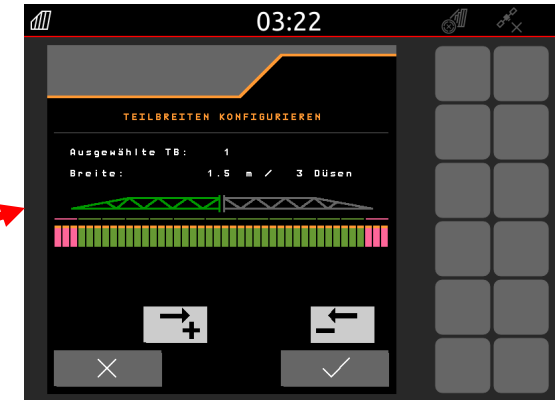 03:22
TEILBREITEN KONFIGURIEREN
Ausgewählte TB: 1
Breite: 1.5 m / 3 Düsen